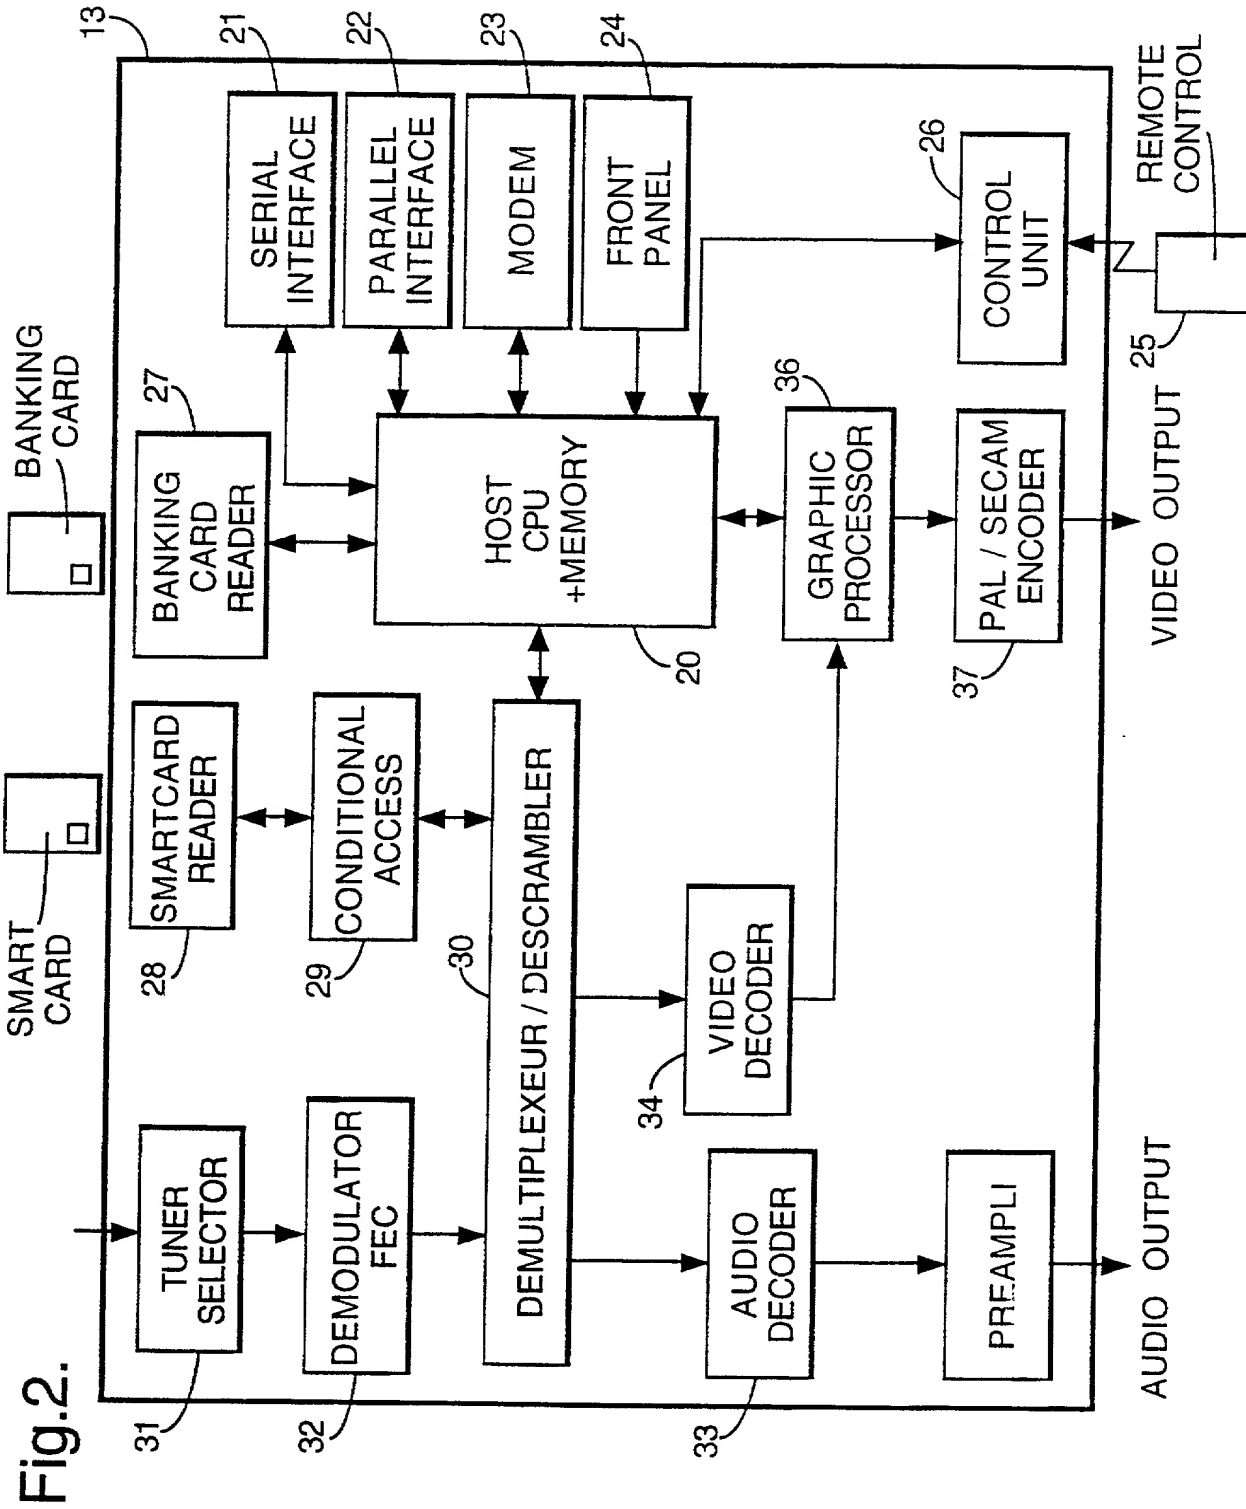 Fig.2.
SMART
CARD
BANKING
CARD
13
31
TUNER
SELECTOR
28
SMARTCARD
READER
27
BANKING
CARD
READER
21
SERIAL
INTERFACE
32
DEMODULATOR
FEC
29
CONDITIONAL
ACCESS
22
PARALLEL
INTERFACE
30
DEMULTIPLEXEUR / DESCRAMBLER
20
HOST
CPU
+MEMORY
23
MODEM
24
FRONT
PANEL
33
AUDIO
DECODER
34
VIDEO
DECODER
36
GRAPHIC
PROCESSOR
PREAMPLI
37
PAL / SECAM
ENCODER
26
CONTROL
UNIT
25
REMOTE
CONTROL
AUDIO OUTPUT
VIDEO OUTPUT